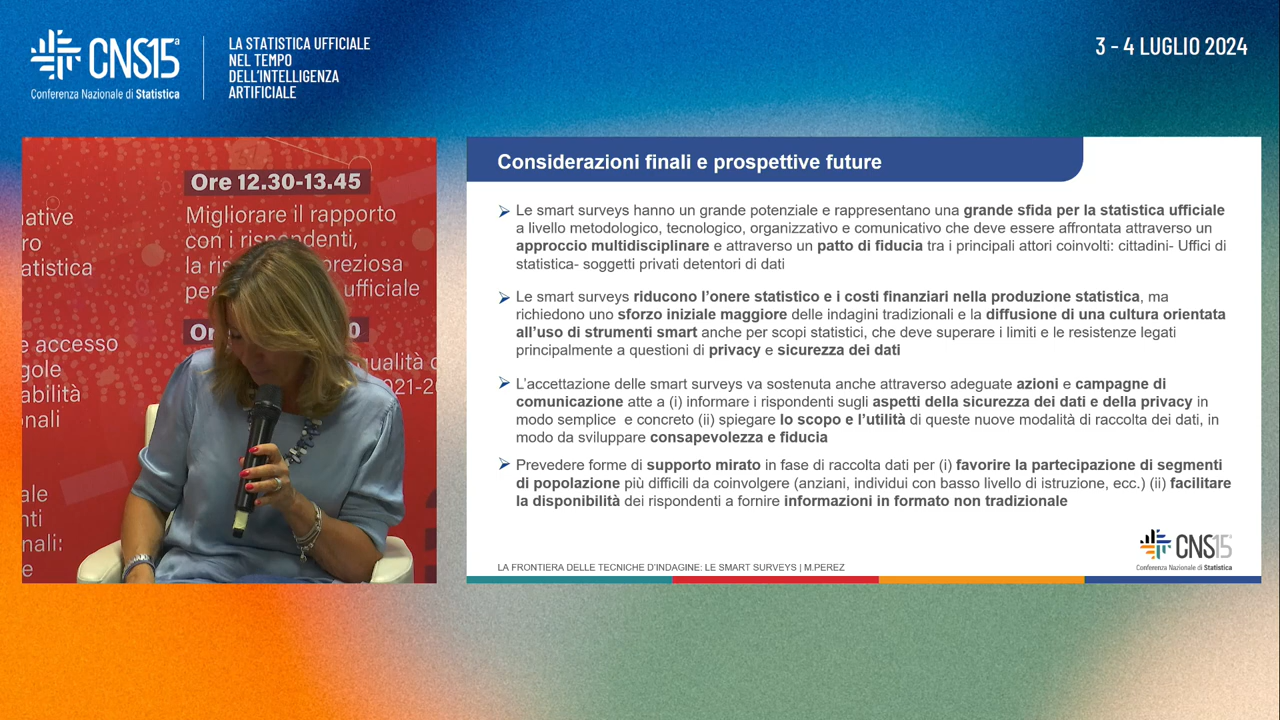 CNS15ª
Conferenza Nazionale di Statistica
LA STATISTICA UFFICIALE
NEL TEMPO
DELL'INTELLIGENZA
ARTIFICIALE
3 - 4 LUGLIO 2024
Ore 12.30-13.45
Migliorare il rapporto
con i rispondenti,
la
per ufficiale
accesso
Considerazioni finali e prospettive future
➢ Le smart surveys hanno un grande potenziale e rappresentano una grande sfida per la statistica ufficiale
a livello metodologico, tecnologico, organizzativo e comunicativo che deve essere affrontata attraverso un
approccio multidisciplinare e attraverso un patto di fiducia tra i principali attori coinvolti: cittadini- Uffici di
statistica- soggetti privati detentori di dati
➢ Le smart surveys riducono l'onere statistico e i costi finanziari nella produzione statistica, ma
richiedono uno sforzo iniziale maggiore delle indagini tradizionali e la diffusione di una cultura orientata
all'uso di strumenti smart anche per scopi statistici, che deve superare i limiti e le resistenze legati
principalmente a questioni di privacy e sicurezza dei dati
➢ L'accettazione delle smart surveys va sostenuta anche attraverso adeguate azioni e campagne di
comunicazione atte a (i) informare i rispondenti sugli aspetti della sicurezza dei dati e della privacy in
modo semplice e concreto (ii) spiegare lo scopo e l'utilità di queste nuove modalità di raccolta dei dati, in
modo da sviluppare consapevolezza e fiducia
➢ Prevedere forme di supporto mirato in fase di raccolta dati per (i) favorire la partecipazione di segmenti
di popolazione più difficili da coinvolgere (anziani, individui con basso livello di istruzione, ecc.) (ii) facilitare
la disponibilità dei rispondenti a fornire informazioni in formato non tradizionale
LA FRONTIERA DELLE TECNICHE D'INDAGINE: LE SMART SURVEYS | M.PEREZ
CNS15
Conferenza Nazionale di Statistica